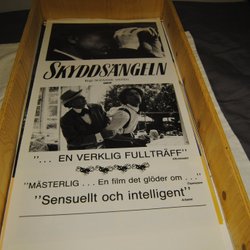 SKYDDSÄNGELN
"... EN VERKLIG FULLTRÄFF"
"MÄSTERLIG ... En film det glöder om ..."
"Sensuellt och intelligent"